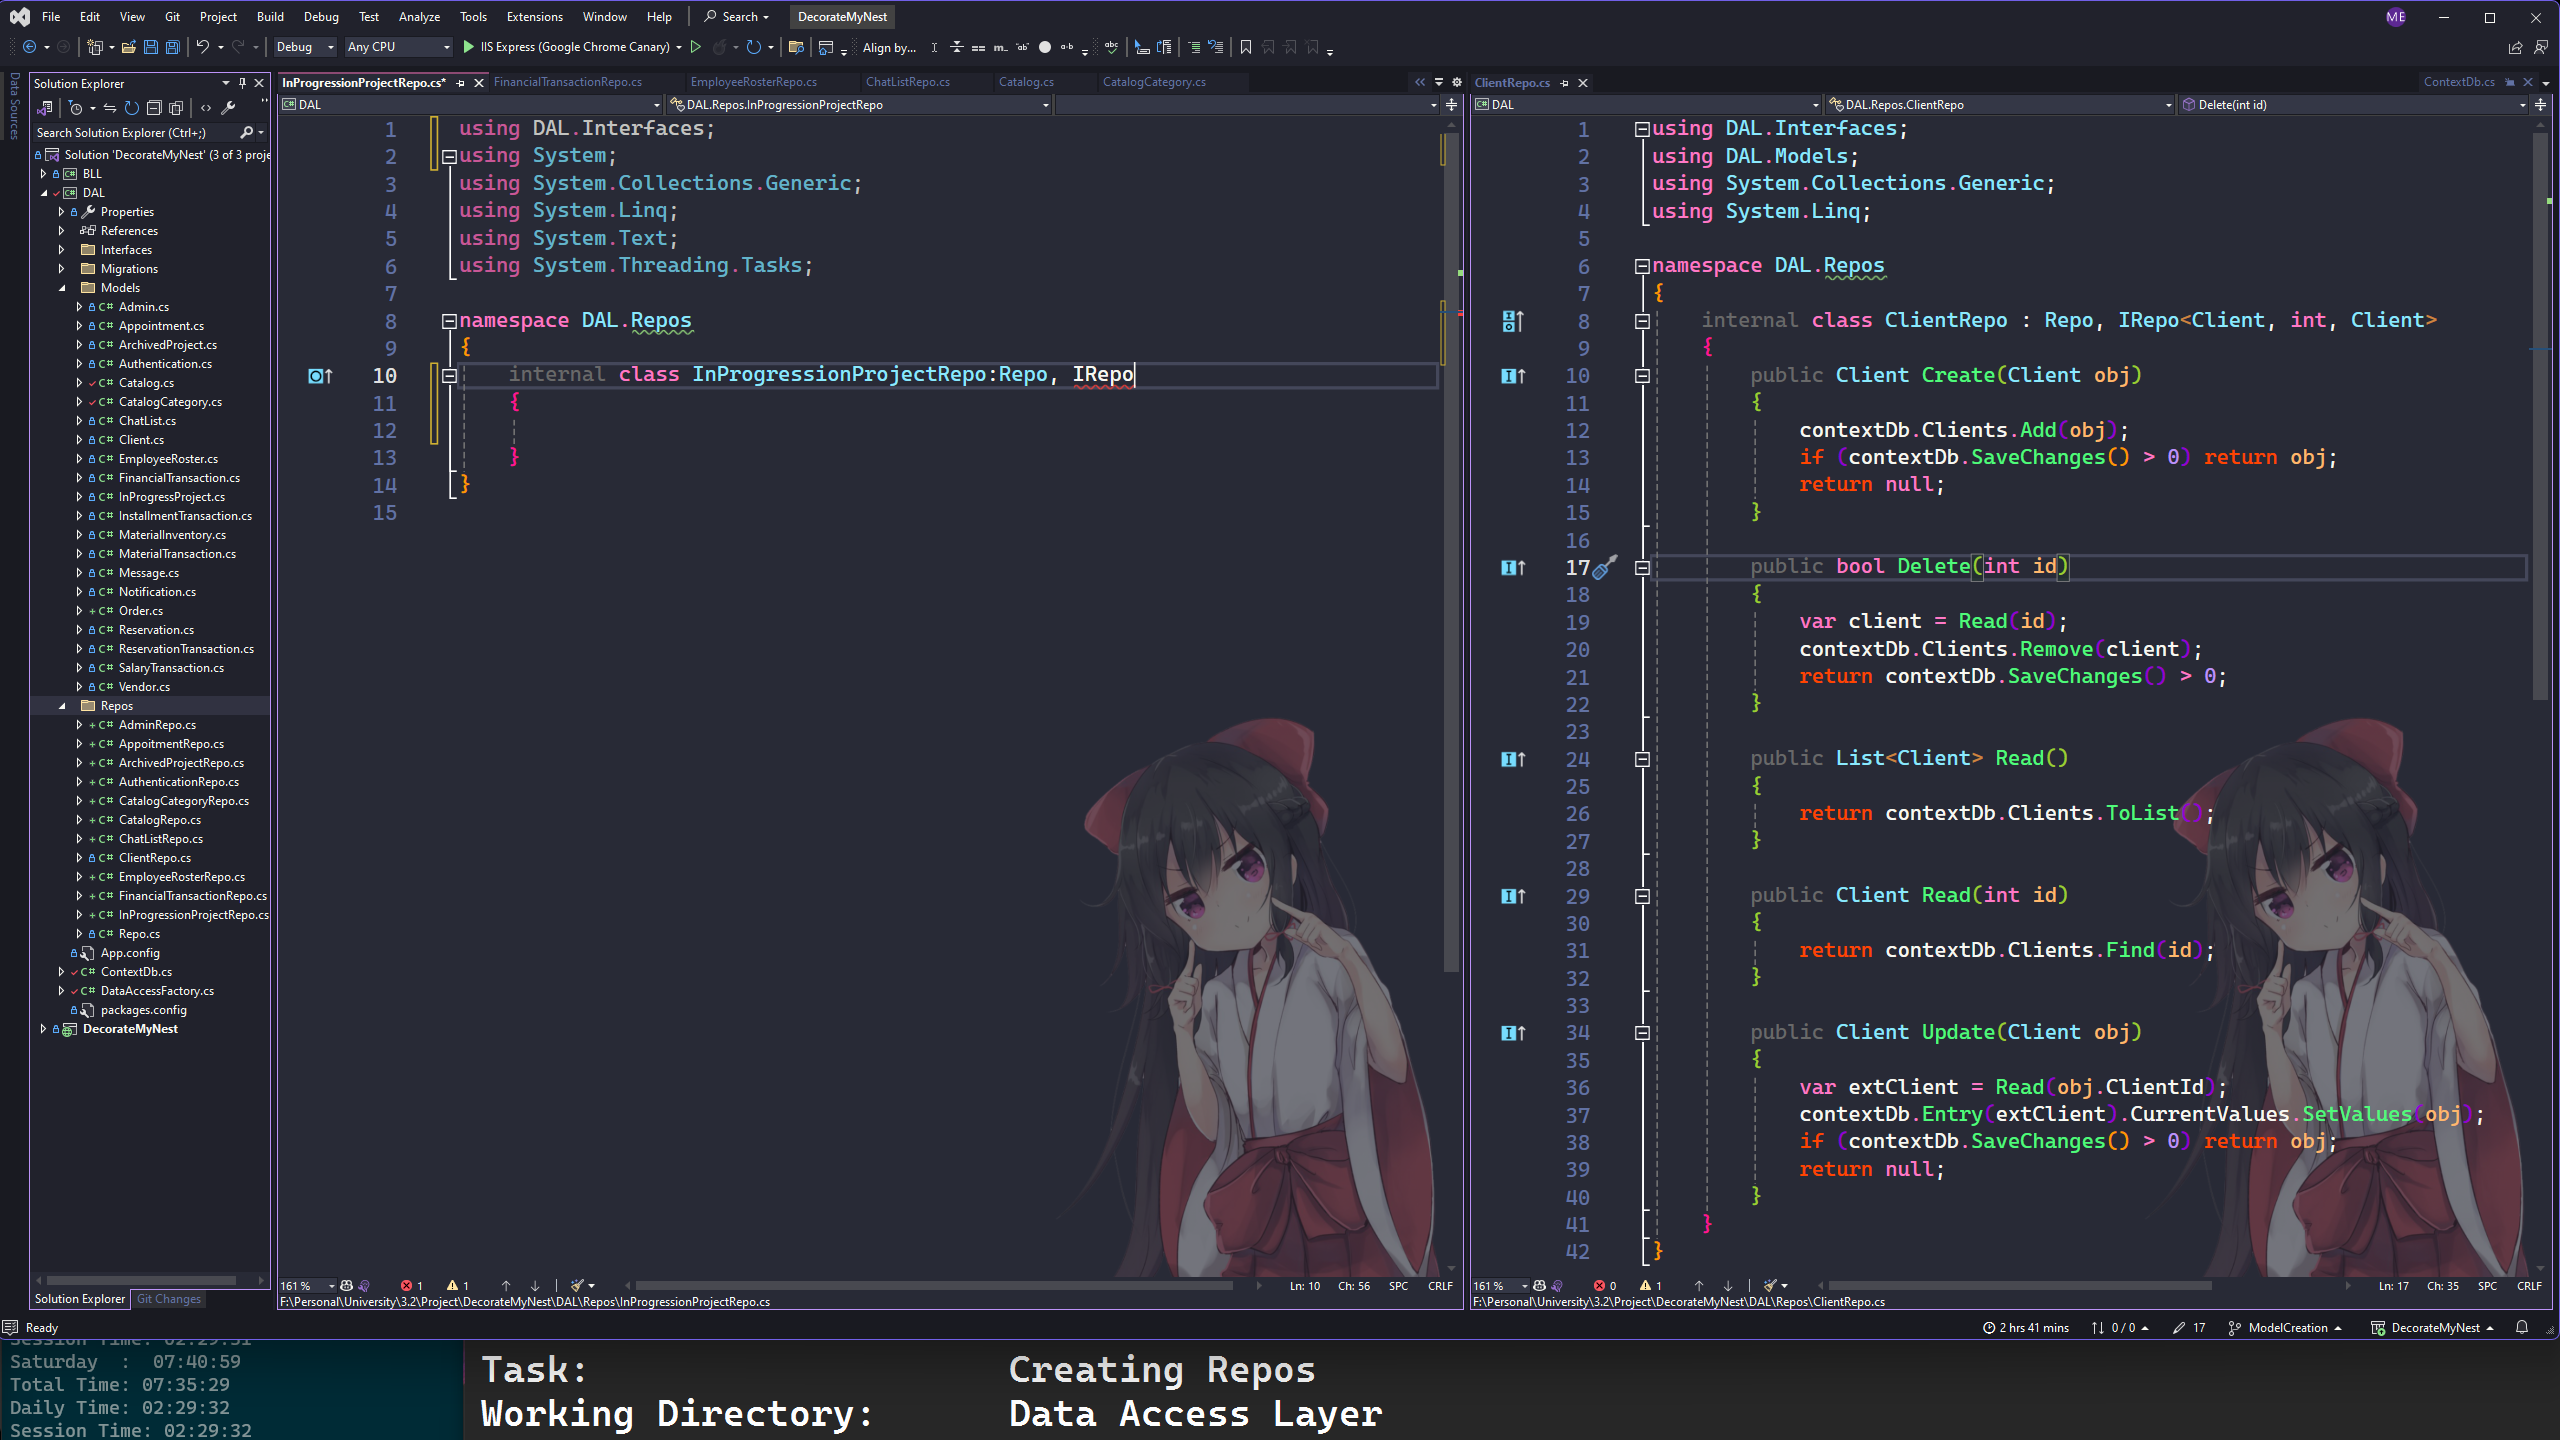 File Edit View Git Project Build Debug Test Analyze Tools Extensions Window Help Search DecorateMyNest ME
Debug Any CPU IIS Express (Google Chrome Canary) Align by...
Data Sources
Solution Explorer
Search Solution Explorer (Ctrl+;)
Solution 'DecorateMyNest' (3 of 3 proje
BLL
DAL
Properties
References
Interfaces
Migrations
Models
C# Admin.cs
C# Appointment.cs
C# ArchivedProject.cs
C# Authentication.cs
C# Catalog.cs
C# CatalogCategory.cs
C# ChatList.cs
C# Client.cs
C# EmployeeRoster.cs
C# FinancialTransaction.cs
C# InProgressProject.cs
C# InstallmentTransaction.cs
C# MaterialInventory.cs
C# MaterialTransaction.cs
C# Message.cs
C# Notification.cs
+ C# Order.cs
C# Reservation.cs
C# ReservationTransaction.cs
C# SalaryTransaction.cs
C# Vendor.cs
Repos
+ C# AdminRepo.cs
+ C# AppoitmentRepo.cs
+ C# ArchivedProjectRepo.cs
+ C# AuthenticationRepo.cs
+ C# CatalogCategoryRepo.cs
+ C# CatalogRepo.cs
+ C# ChatListRepo.cs
C# ClientRepo.cs
+ C# EmployeeRosterRepo.cs
+ C# FinancialTransactionRepo.cs
+ C# InProgressionProjectRepo.cs
C# Repo.cs
App.config
C# ContextDb.cs
C# DataAccessFactory.cs
packages.config
DecorateMyNest
Solution Explorer Git Changes
InProgressionProjectRepo.cs* FinancialTransactionRepo.cs EmployeeRosterRepo.cs ChatListRepo.cs Catalog.cs CatalogCategory.cs
DAL DAL.Repos.InProgressionProjectRepo
1 using DAL.Interfaces;
2 using System;
3 using System.Collections.Generic;
4 using System.Linq;
5 using System.Text;
6 using System.Threading.Tasks;
7
8 namespace DAL.Repos
9 {
10 internal class InProgressionProjectRepo:Repo, IRepo
11 {
12
13 }
14 }
15
161 % 1 1 Ln: 10 Ch: 56 SPC CRLF
F:\Personal\University\3.2\Project\DecorateMyNest\DAL\Repos\InProgressionProjectRepo.cs
ClientRepo.cs ContextDb.cs
DAL DAL.Repos.ClientRepo Delete(int id)
1 using DAL.Interfaces;
2 using DAL.Models;
3 using System.Collections.Generic;
4 using System.Linq;
5
6 namespace DAL.Repos
7 {
8 internal class ClientRepo : Repo, IRepo<Client, int, Client>
9 {
10 public Client Create(Client obj)
11 {
12 contextDb.Clients.Add(obj);
13 if (contextDb.SaveChanges() > 0) return obj;
14 return null;
15 }
16
17 public bool Delete(int id)
18 {
19 var client = Read(id);
20 contextDb.Clients.Remove(client);
21 return contextDb.SaveChanges() > 0;
22 }
23
24 public List<Client> Read()
25 {
26 return contextDb.Clients.ToList();
27 }
28
29 public Client Read(int id)
30 {
31 return contextDb.Clients.Find(id);
32 }
33
34 public Client Update(Client obj)
35 {
36 var extClient = Read(obj.ClientId);
37 contextDb.Entry(extClient).CurrentValues.SetValues(obj);
38 if (contextDb.SaveChanges() > 0) return obj;
39 return null;
40 }
41 }
42 }
161 % 0 1 Ln: 17 Ch: 35 SPC CRLF
F:\Personal\University\3.2\Project\DecorateMyNest\DAL\Repos\ClientRepo.cs
Ready 2 hrs 41 mins 0 / 0 17 ModelCreation DecorateMyNest
Session Time: 02:29:31
Saturday : 07:40:59
Total Time: 07:35:29
Daily Time: 02:29:32
Session Time: 02:29:32
Task: Creating Repos
Working Directory: Data Access Layer